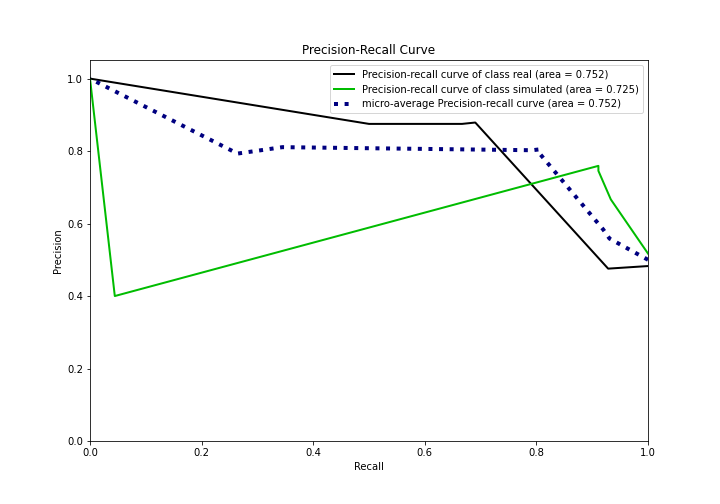 Precision-Recall Curve
Precision-recall curve of class real (area = 0.752)
Precision-recall curve of class simulated (area = 0.725)
micro-average Precision-recall curve (area = 0.752)
1.0
0.8
0.6
0.4
0.2
0.0
Precision
0.0 0.2 0.4 0.6 0.8 1.0
Recall